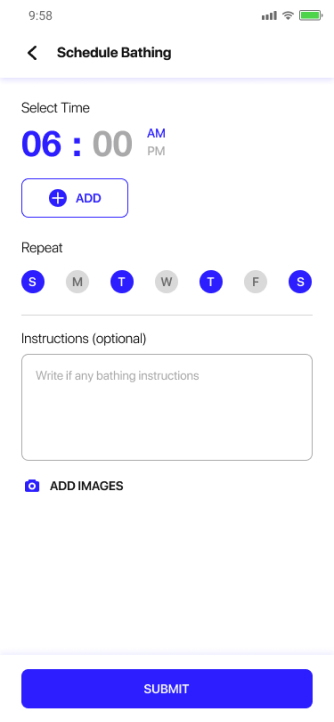 9:58
Schedule Bathing
Select Time
06 : 00 AM
PM
ADD
Repeat
S M T W T F S
Instructions (optional)
Write if any bathing instructions
ADD IMAGES
SUBMIT